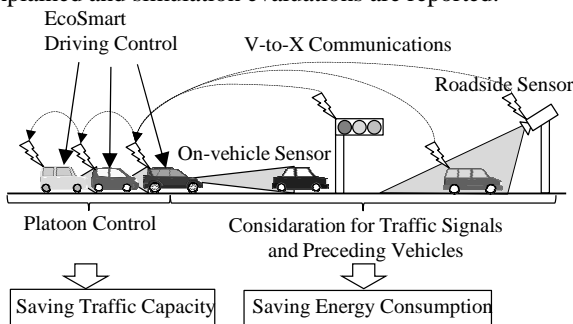 xplained and simulation evaluations are reported.
EcoSmart
Driving Control
V-to-X Communications
Roadside Sensor
On-vehicle Sensor
Platoon Control
Considaration for Traffic Signals
and Preceding Vehicles
Saving Traffic Capacity
Saving Energy Consumption